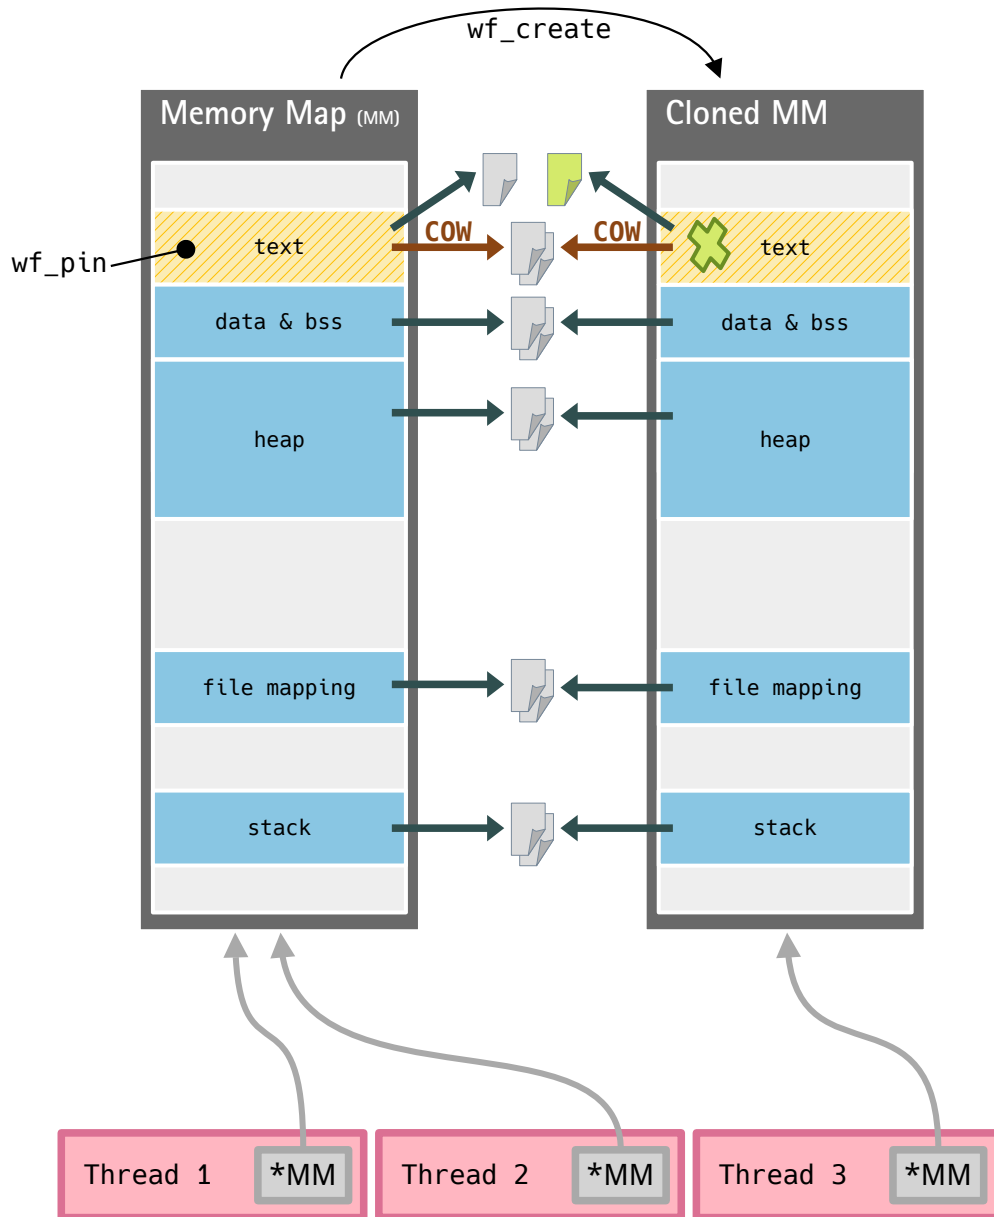 wf_create
Memory Map (MM)
Cloned MM
COW
COW
text
text
wf_pin
data & bss
data & bss
heap
heap
file mapping
file mapping
stack
stack
Thread 1
*MM
Thread 2
*MM
Thread 3
*MM